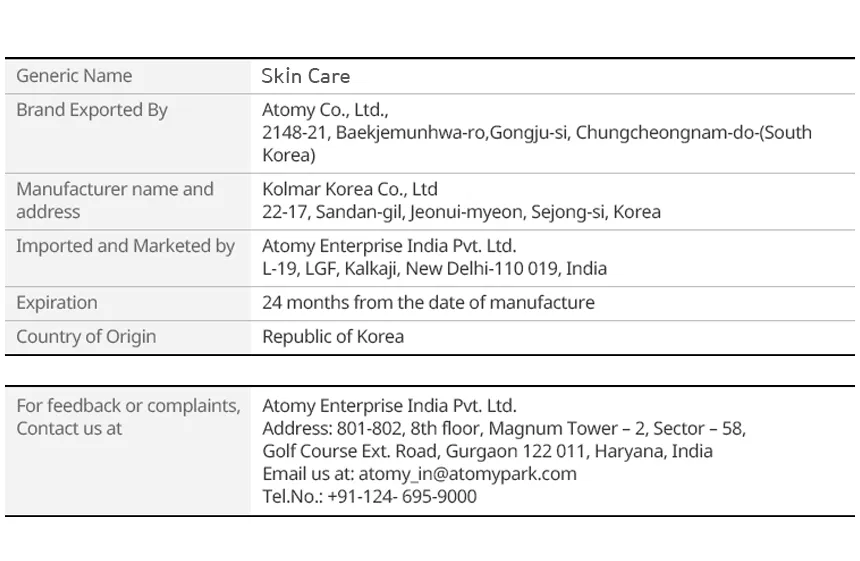 Generic Name
Skin Care
Brand Exported By
Atomy Co., Ltd.,
2148-21, Baekjemunhwa-ro,Gongju-si, Chungcheongnam-do-(South
Korea)
Manufacturer name and
address
Kolmar Korea Co., Ltd
22-17, Sandan-gil, Jeonui-myeon, Sejong-si, Korea
Imported and Marketed by
Atomy Enterprise India Pvt. Ltd.
L-19, LGF, Kalkaji, New Delhi-110 019, India
Expiration
24 months from the date of manufacture
Country of Origin
Republic of Korea
For feedback or complaints,
Contact us at
Atomy Enterprise India Pvt. Ltd.
Address: 801-802, 8th floor, Magnum Tower – 2, Sector – 58,
Golf Course Ext. Road, Gurgaon 122 011, Haryana, India
Email us at: atomy_in@atomypark.com
Tel.No.: +91-124- 695-9000